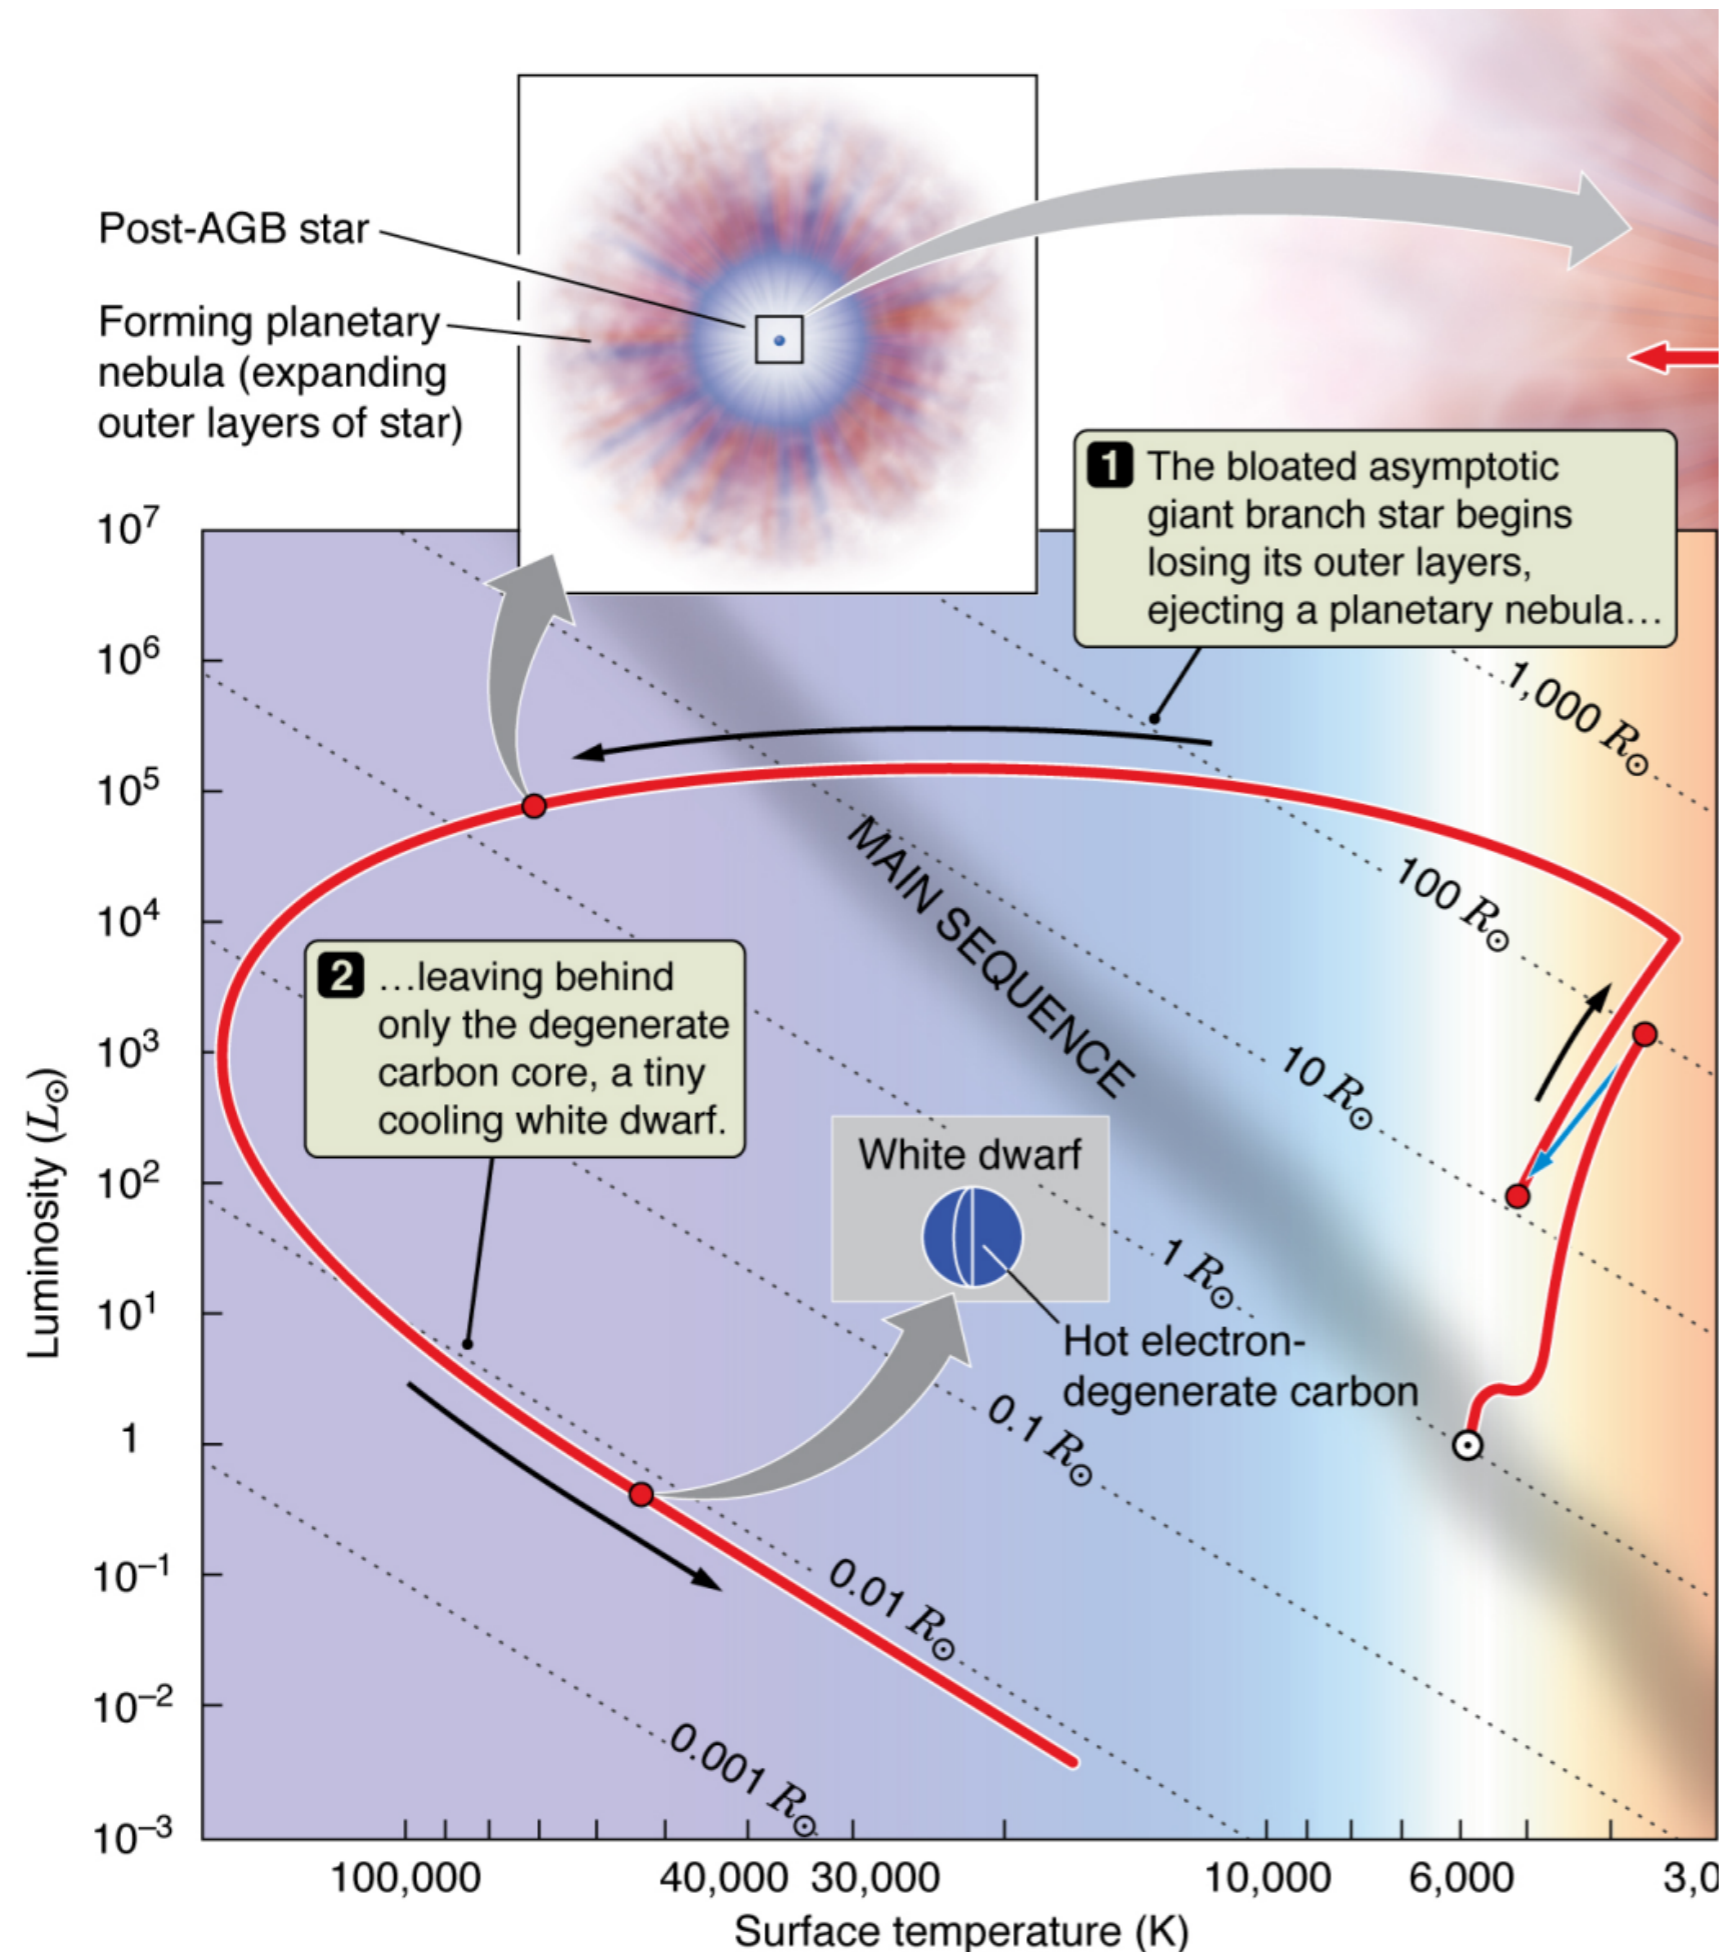 Post-AGB star
Forming planetary
nebula (expanding
outer layers of star)
1 The bloated asymptotic
giant branch star begins
losing its outer layers,
ejecting a planetary nebula…
10⁷
10⁶
10⁵
10⁴
10³
10²
10¹
1
10⁻¹
10⁻²
10⁻³
Luminosity (L☉)
1,000 R☉
100 R☉
10 R☉
1 R☉
0.1 R☉
0.01 R☉
0.001 R☉
MAIN SEQUENCE
2 …leaving behind
only the degenerate
carbon core, a tiny
cooling white dwarf.
White dwarf
Hot electron-
degenerate carbon
100,000 40,000 30,000 10,000 6,000 3,0
Surface temperature (K)